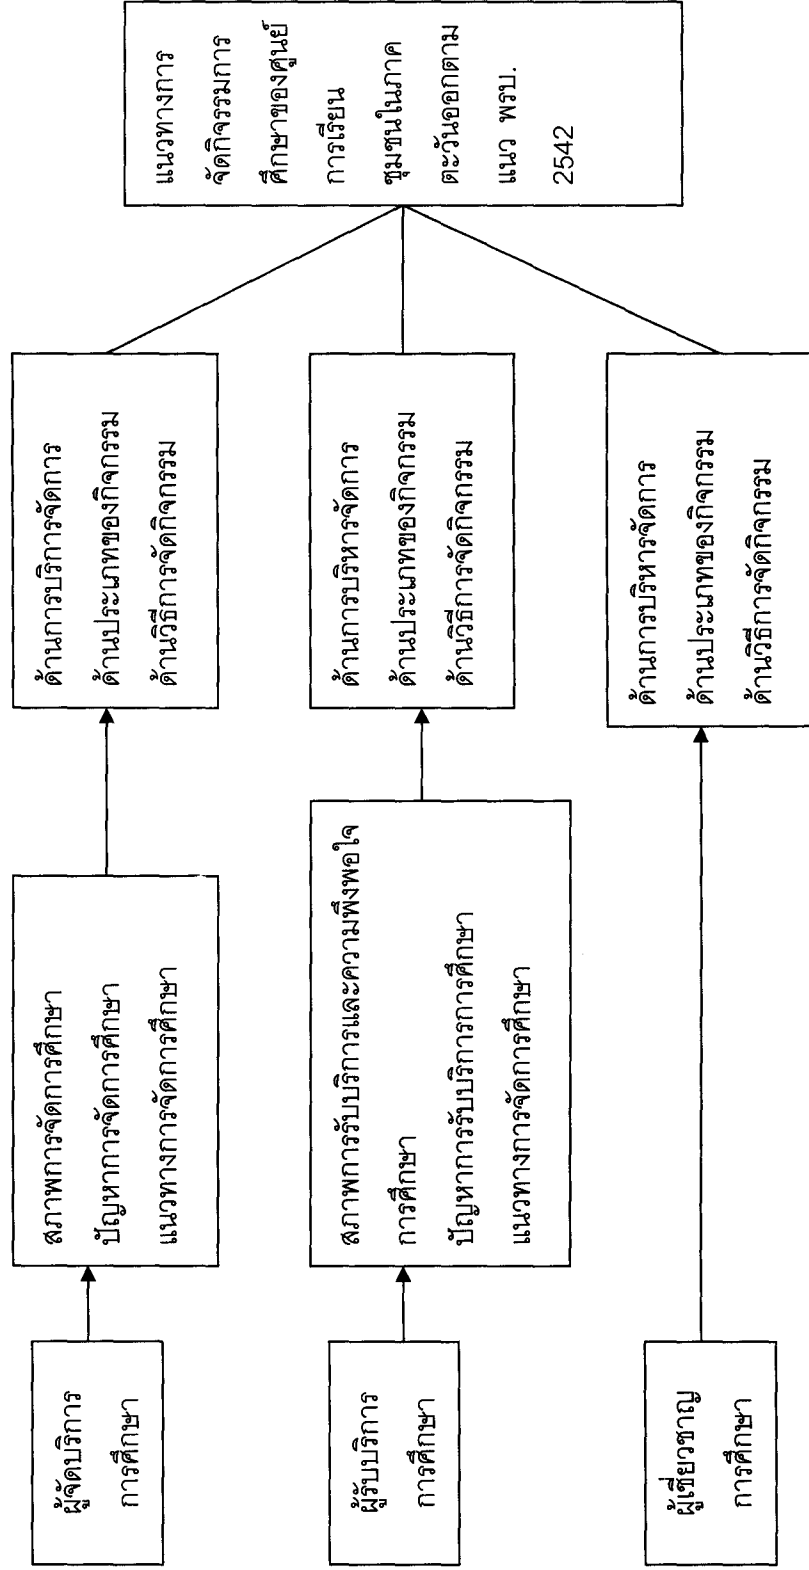 ผู้จัดบริการ
การศึกษา
สภาพการจัดการศึกษา
ปัญหาการจัดการศึกษา
แนวทางการจัดการศึกษา
ด้านการบริการจัดการ
ด้านประเภทของกิจกรรม
ด้านวิธีการจัดกิจกรรม
ผู้รับบริการ
การศึกษา
สภาพการรับบริการและความพึงพอใจ
การศึกษา
ปัญหาการรับบริการการศึกษา
แนวทางการจัดการศึกษา
ด้านการบริหารจัดการ
ด้านประเภทของกิจกรรม
ด้านวิธีการจัดกิจกรรม
ผู้เชี่ยวชาญ
การศึกษา
ด้านการบริหารจัดการ
ด้านประเภทของกิจกรรม
ด้านวิธีการจัดกิจกรรม
แนวทางการ
จัดกิจรรมการ
ศึกษาของศูนย์
การเรียน
ชุมชนในภาค
ตะวันออกตาม
แนว พรบ.
2542